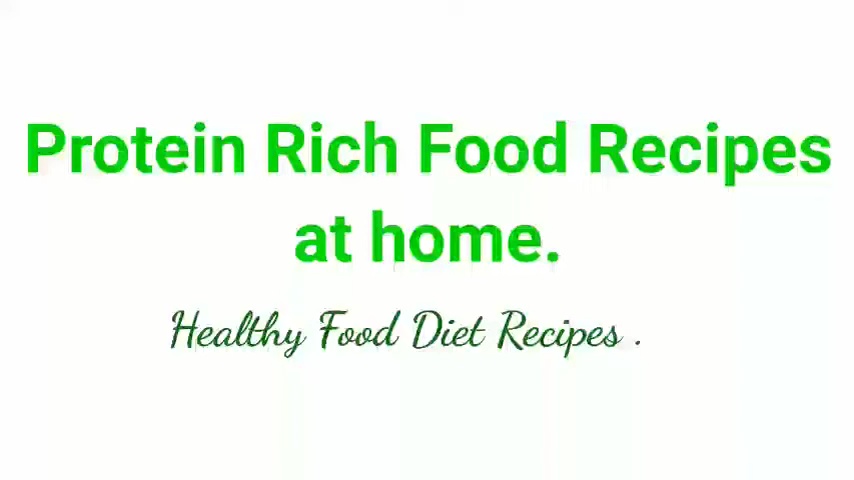 Protein Rich Food Recipes
at home.
Healthy Food Diet Recipes .